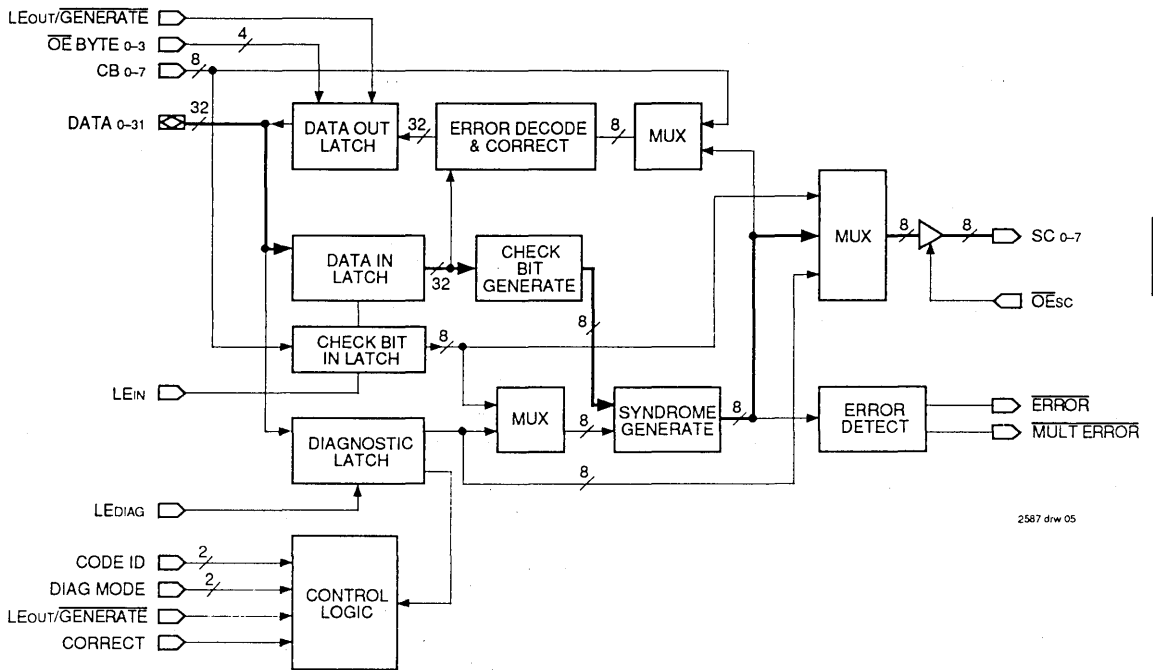 LEOUT/GENERATE
OE BYTE 0–3
4
CB 0–7
8
DATA 0–31
32
DATA OUT
LATCH
32
ERROR DECODE
& CORRECT
8
MUX
MUX
8
8
SC 0–7
OESC
DATA IN
LATCH
32
CHECK
BIT
GENERATE
8
CHECK BIT
IN LATCH
8
LEIN
MUX
8
SYNDROME
GENERATE
8
ERROR
DETECT
ERROR
MULT ERROR
DIAGNOSTIC
LATCH
8
LEDIAG
2587 drw 05
CODE ID
2
DIAG MODE
2
LEOUT/GENERATE
CORRECT
CONTROL
LOGIC